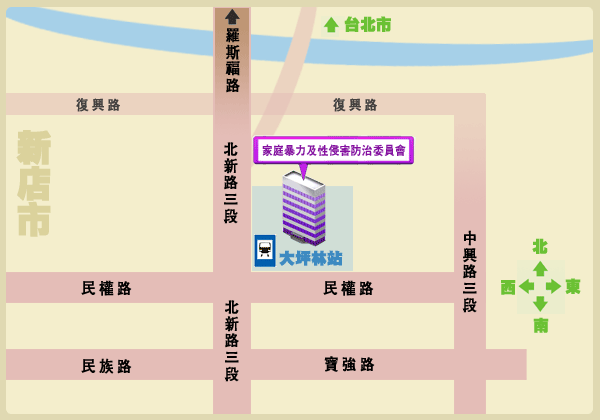 台北市
羅斯福路
復興路
復興路
新店市
北新路三段
家庭暴力及性侵害防治委員會
大坪林站
中興路三段
北
西
東
南
民權路
民權路
北新路三段
民族路
寶強路